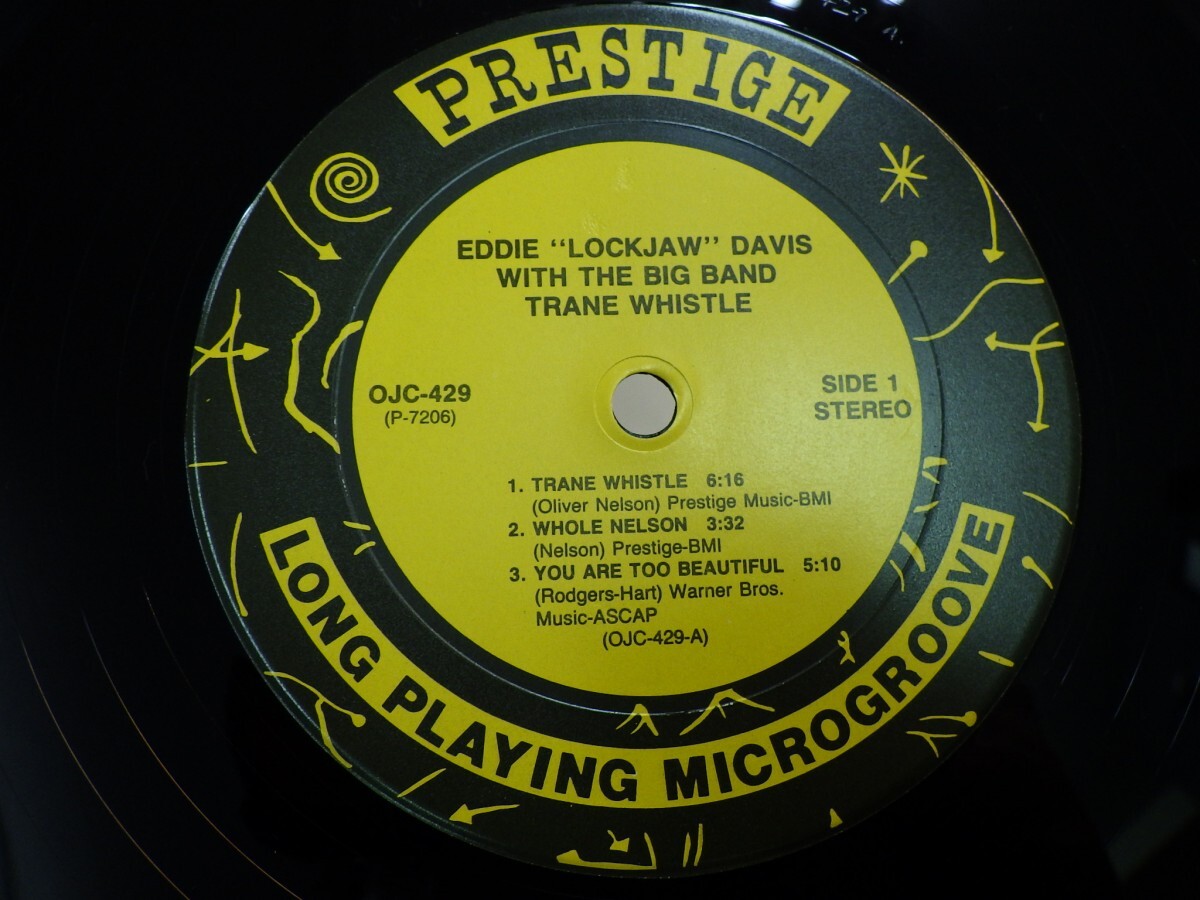 PRESTIGE
EDDIE "LOCKJAW" DAVIS
WITH THE BIG BAND
TRANE WHISTLE
OJC-429
(P-7206)
SIDE 1
STEREO
1. TRANE WHISTLE 6:16
(Oliver Nelson) Prestige Music-BMI
2. WHOLE NELSON 3:32
(Nelson) Prestige-BMI
3. YOU ARE TOO BEAUTIFUL 5:10
(Rodgers-Hart) Warner Bros.
Music-ASCAP
(OJC-429-A)
LONG PLAYING MICROGROOVE